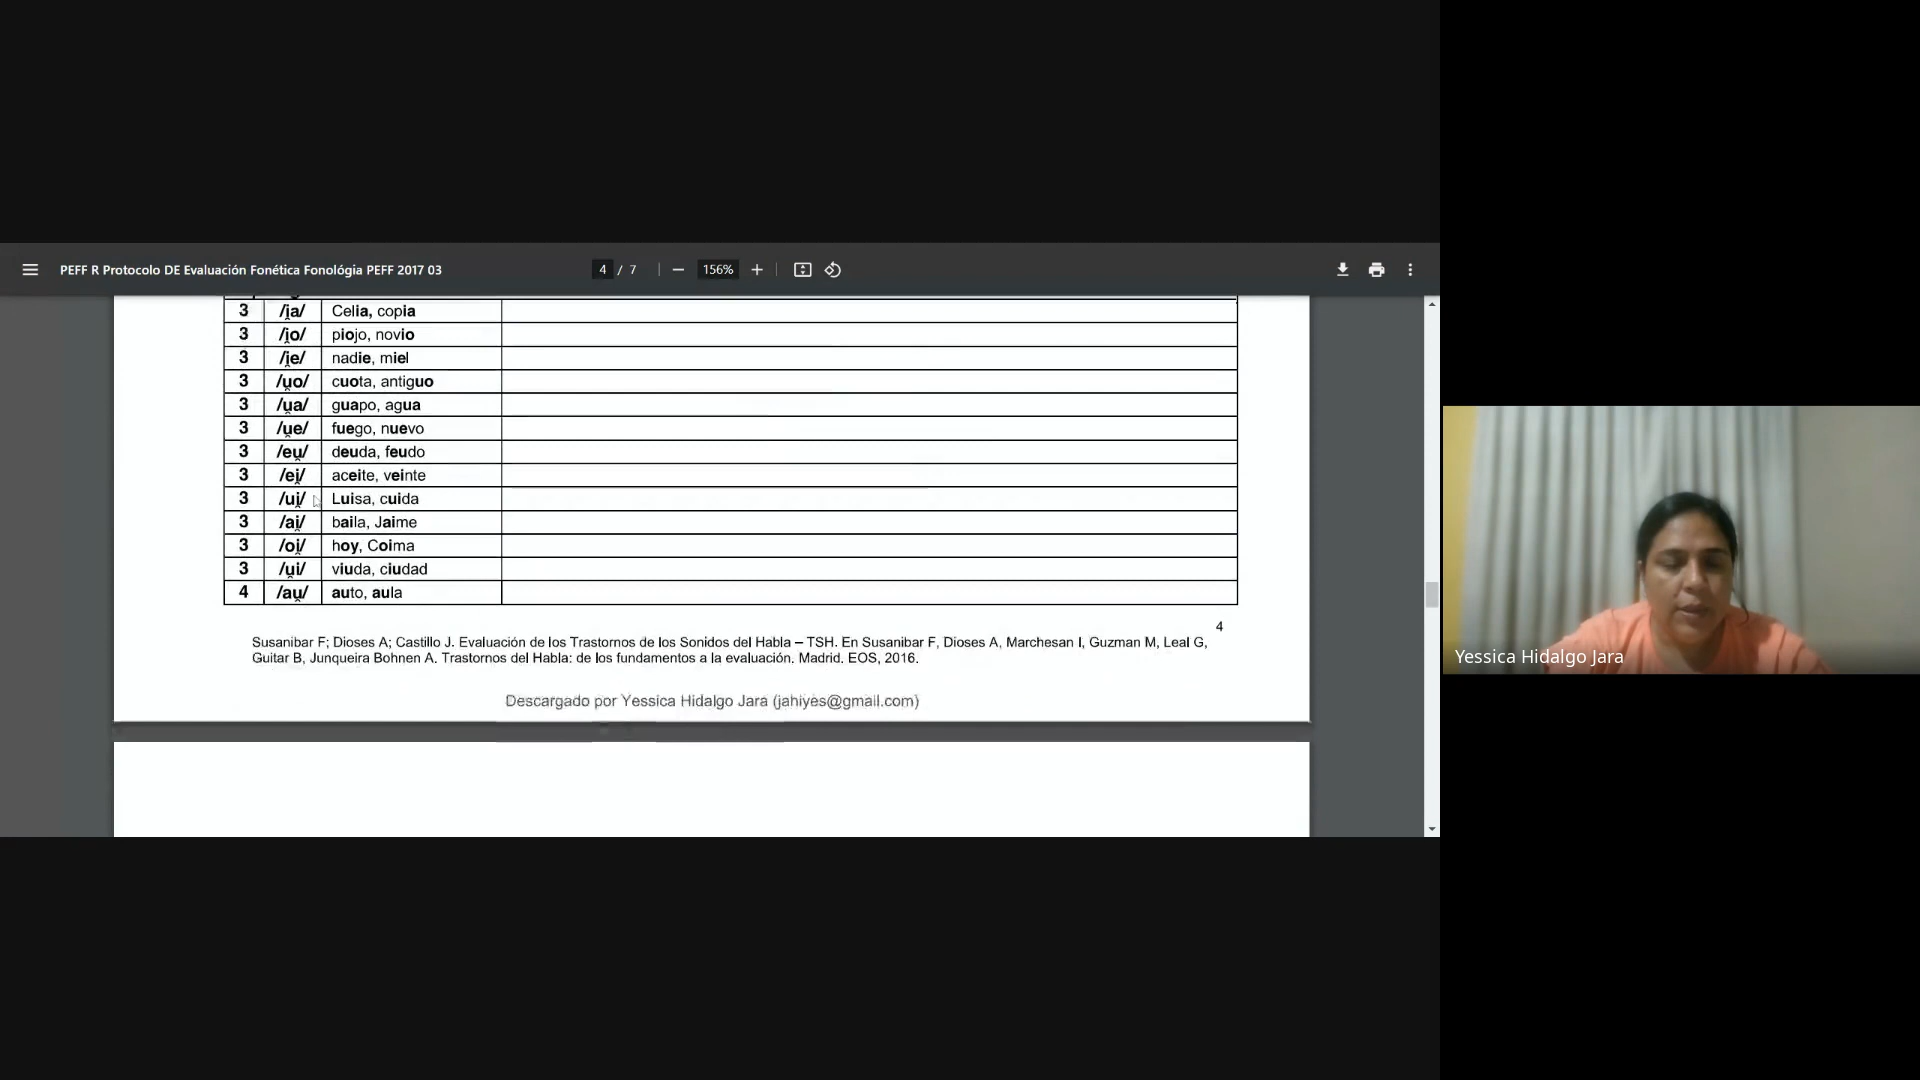 PEFF R Protocolo DE Evaluación Fonética Fonológia PEFF 2017 03
4 / 7
156%
3 /i̯a/ Celia, copia
3 /i̯o/ piojo, novio
3 /i̯e/ nadie, miel
3 /u̯o/ cuota, antiguo
3 /u̯a/ guapo, agua
3 /u̯e/ fuego, nuevo
3 /eu̯/ deuda, feudo
3 /ei̯/ aceite, veinte
3 /ui̯/ Luisa, cuida
3 /ai̯/ baila, Jaime
3 /oi̯/ hoy, Coima
3 /u̯i/ viuda, ciudad
4 /au̯/ auto, aula
4
Susanibar F; Dioses A; Castillo J. Evaluación de los Trastornos de los Sonidos del Habla – TSH. En Susanibar F, Dioses A, Marchesan I, Guzman M, Leal G,
Guitar B, Junqueira Bohnen A. Trastornos del Habla: de los fundamentos a la evaluación. Madrid. EOS, 2016.
Descargado por Yessica Hidalgo Jara (jahiyes@gmail.com)
Yessica Hidalgo Jara